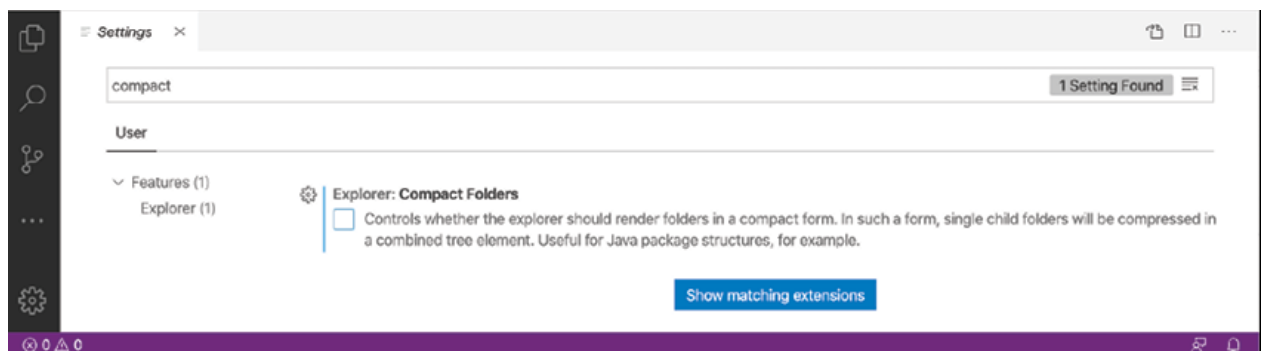 Settings
compact
1 Setting Found
User
Features (1)
Explorer (1)
Explorer: Compact Folders
Controls whether the explorer should render folders in a compact form. In such a form, single child folders will be compressed in
a combined tree element. Useful for Java package structures, for example.
Show matching extensions
0 0